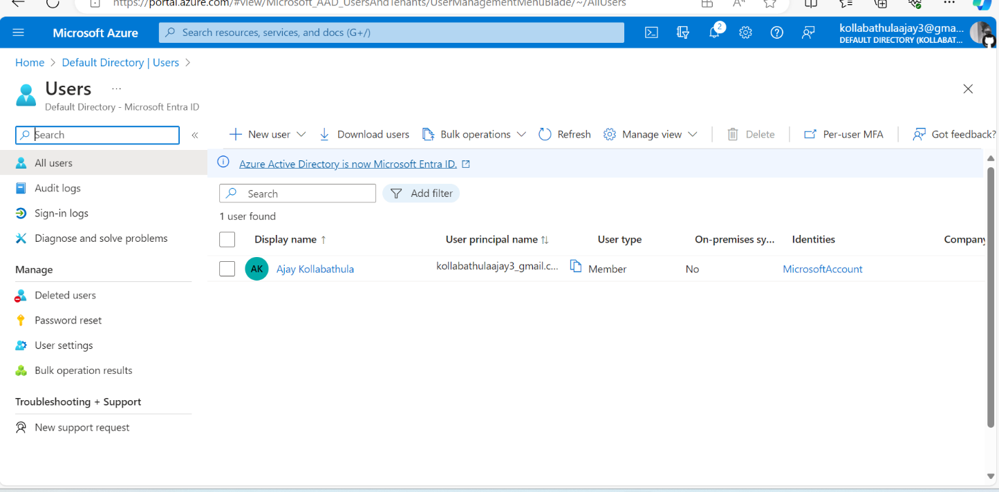 https://portal.azure.com/#view/Microsoft_AAD_UsersAndTenants/UserManagementMenuBlade/~/AllUsers
Microsoft Azure
Search resources, services, and docs (G+/)
2
kollabathulaajay3@gma...
DEFAULT DIRECTORY (KOLLABAT...
Home > Default Directory | Users >
Users ...
Default Directory - Microsoft Entra ID
Search
«
New user
Download users
Bulk operations
Refresh
Manage view
Delete
Per-user MFA
Got feedback?
All users
Audit logs
Sign-in logs
Diagnose and solve problems
Manage
Deleted users
Password reset
User settings
Bulk operation results
Troubleshooting + Support
New support request
Azure Active Directory is now Microsoft Entra ID.
Search
Add filter
1 user found
Display name ↑ User principal name ↑↓ User type On-premises sy... Identities Company
AK Ajay Kollabathula kollabathulaajay3_gmail.c... Member No MicrosoftAccount